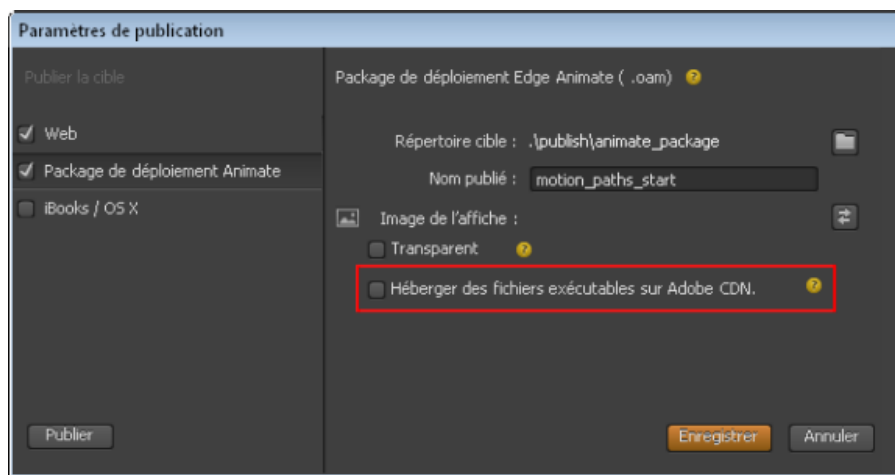 Paramètres de publication
Publier la cible
Web
Package de déploiement Animate
iBooks / OS X
Publier
Package de déploiement Edge Animate ( .oam) ?
Répertoire cible : .\publish\animate_package
Nom publié : motion_paths_start
Image de l'affiche :
Transparent ?
Héberger des fichiers exécutables sur Adobe CDN. ?
Enregistrer Annuler